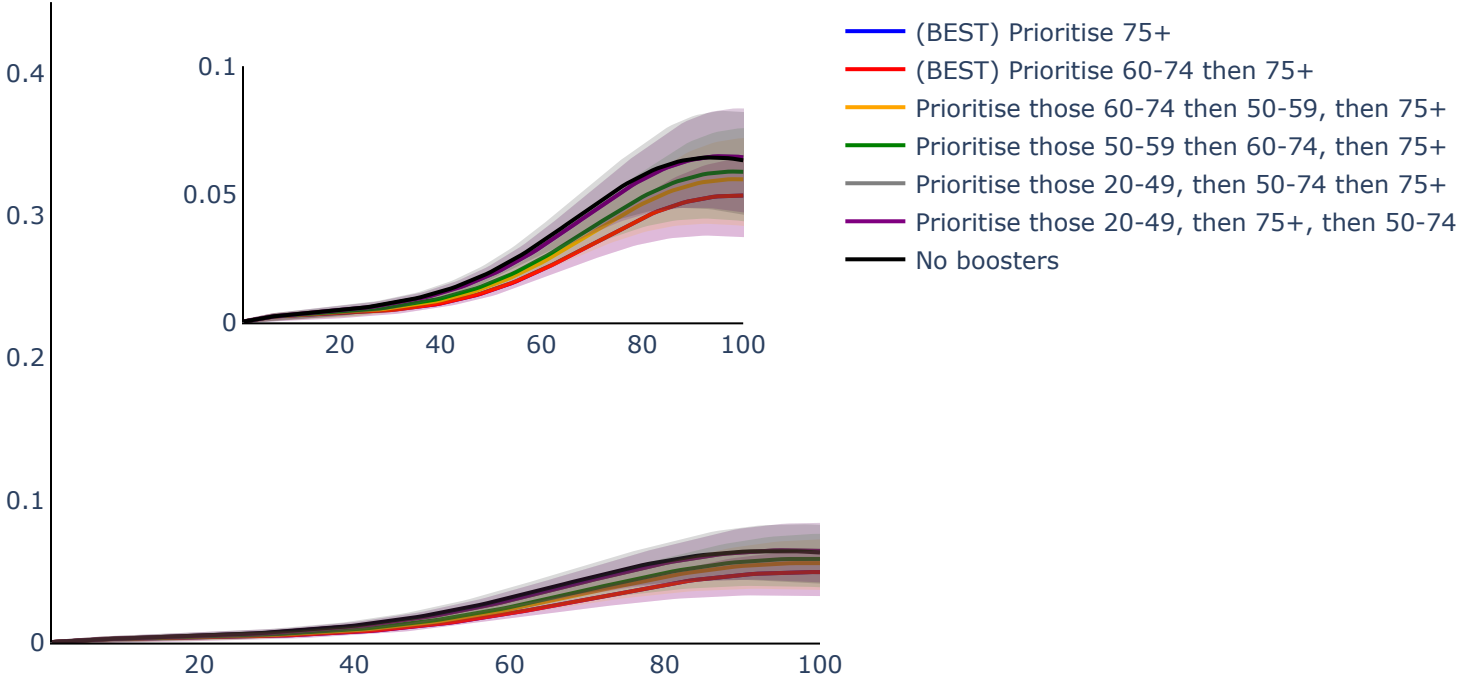 0.4
0.3
0.2
0.1
0
20
40
60
80
100
0.1
0.05
0
20
40
60
80
100
(BEST) Prioritise 75+
(BEST) Prioritise 60-74 then 75+
Prioritise those 60-74 then 50-59, then 75+
Prioritise those 50-59 then 60-74, then 75+
Prioritise those 20-49, then 50-74 then 75+
Prioritise those 20-49, then 75+, then 50-74
No boosters